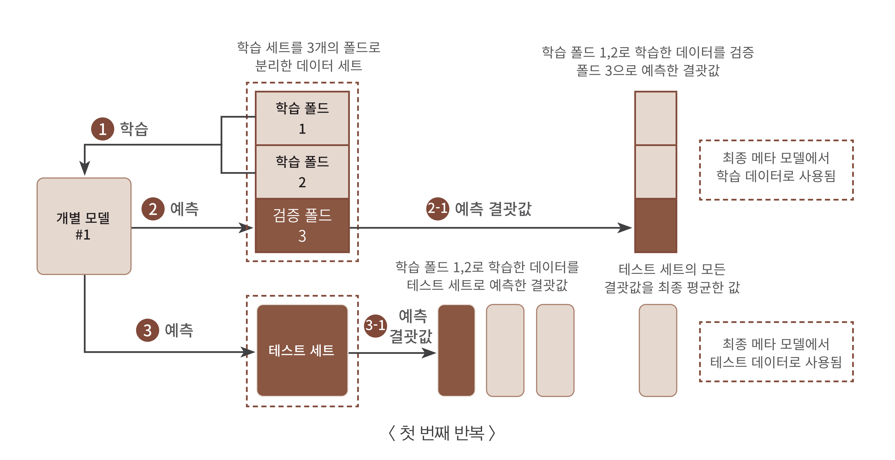 학습 세트를 3개의 폴드로
분리한 데이터 세트
학습 폴드 1,2로 학습한 데이터를 검증
폴드 3으로 예측한 결괏값
학습 폴드
1
1 학습
학습 폴드
2
최종 메타 모델에서
학습 데이터로 사용됨
개별 모델
#1
2 예측
검증 폴드
3
2-1 예측 결괏값
학습 폴드 1,2로 학습한 데이터를
테스트 세트로 예측한 결괏값
테스트 세트의 모든
결괏값을 최종 평균한 값
3 예측
테스트 세트
3-1 예측
결괏값
최종 메타 모델에서
테스트 데이터로 사용됨
〈 첫 번째 반복 〉